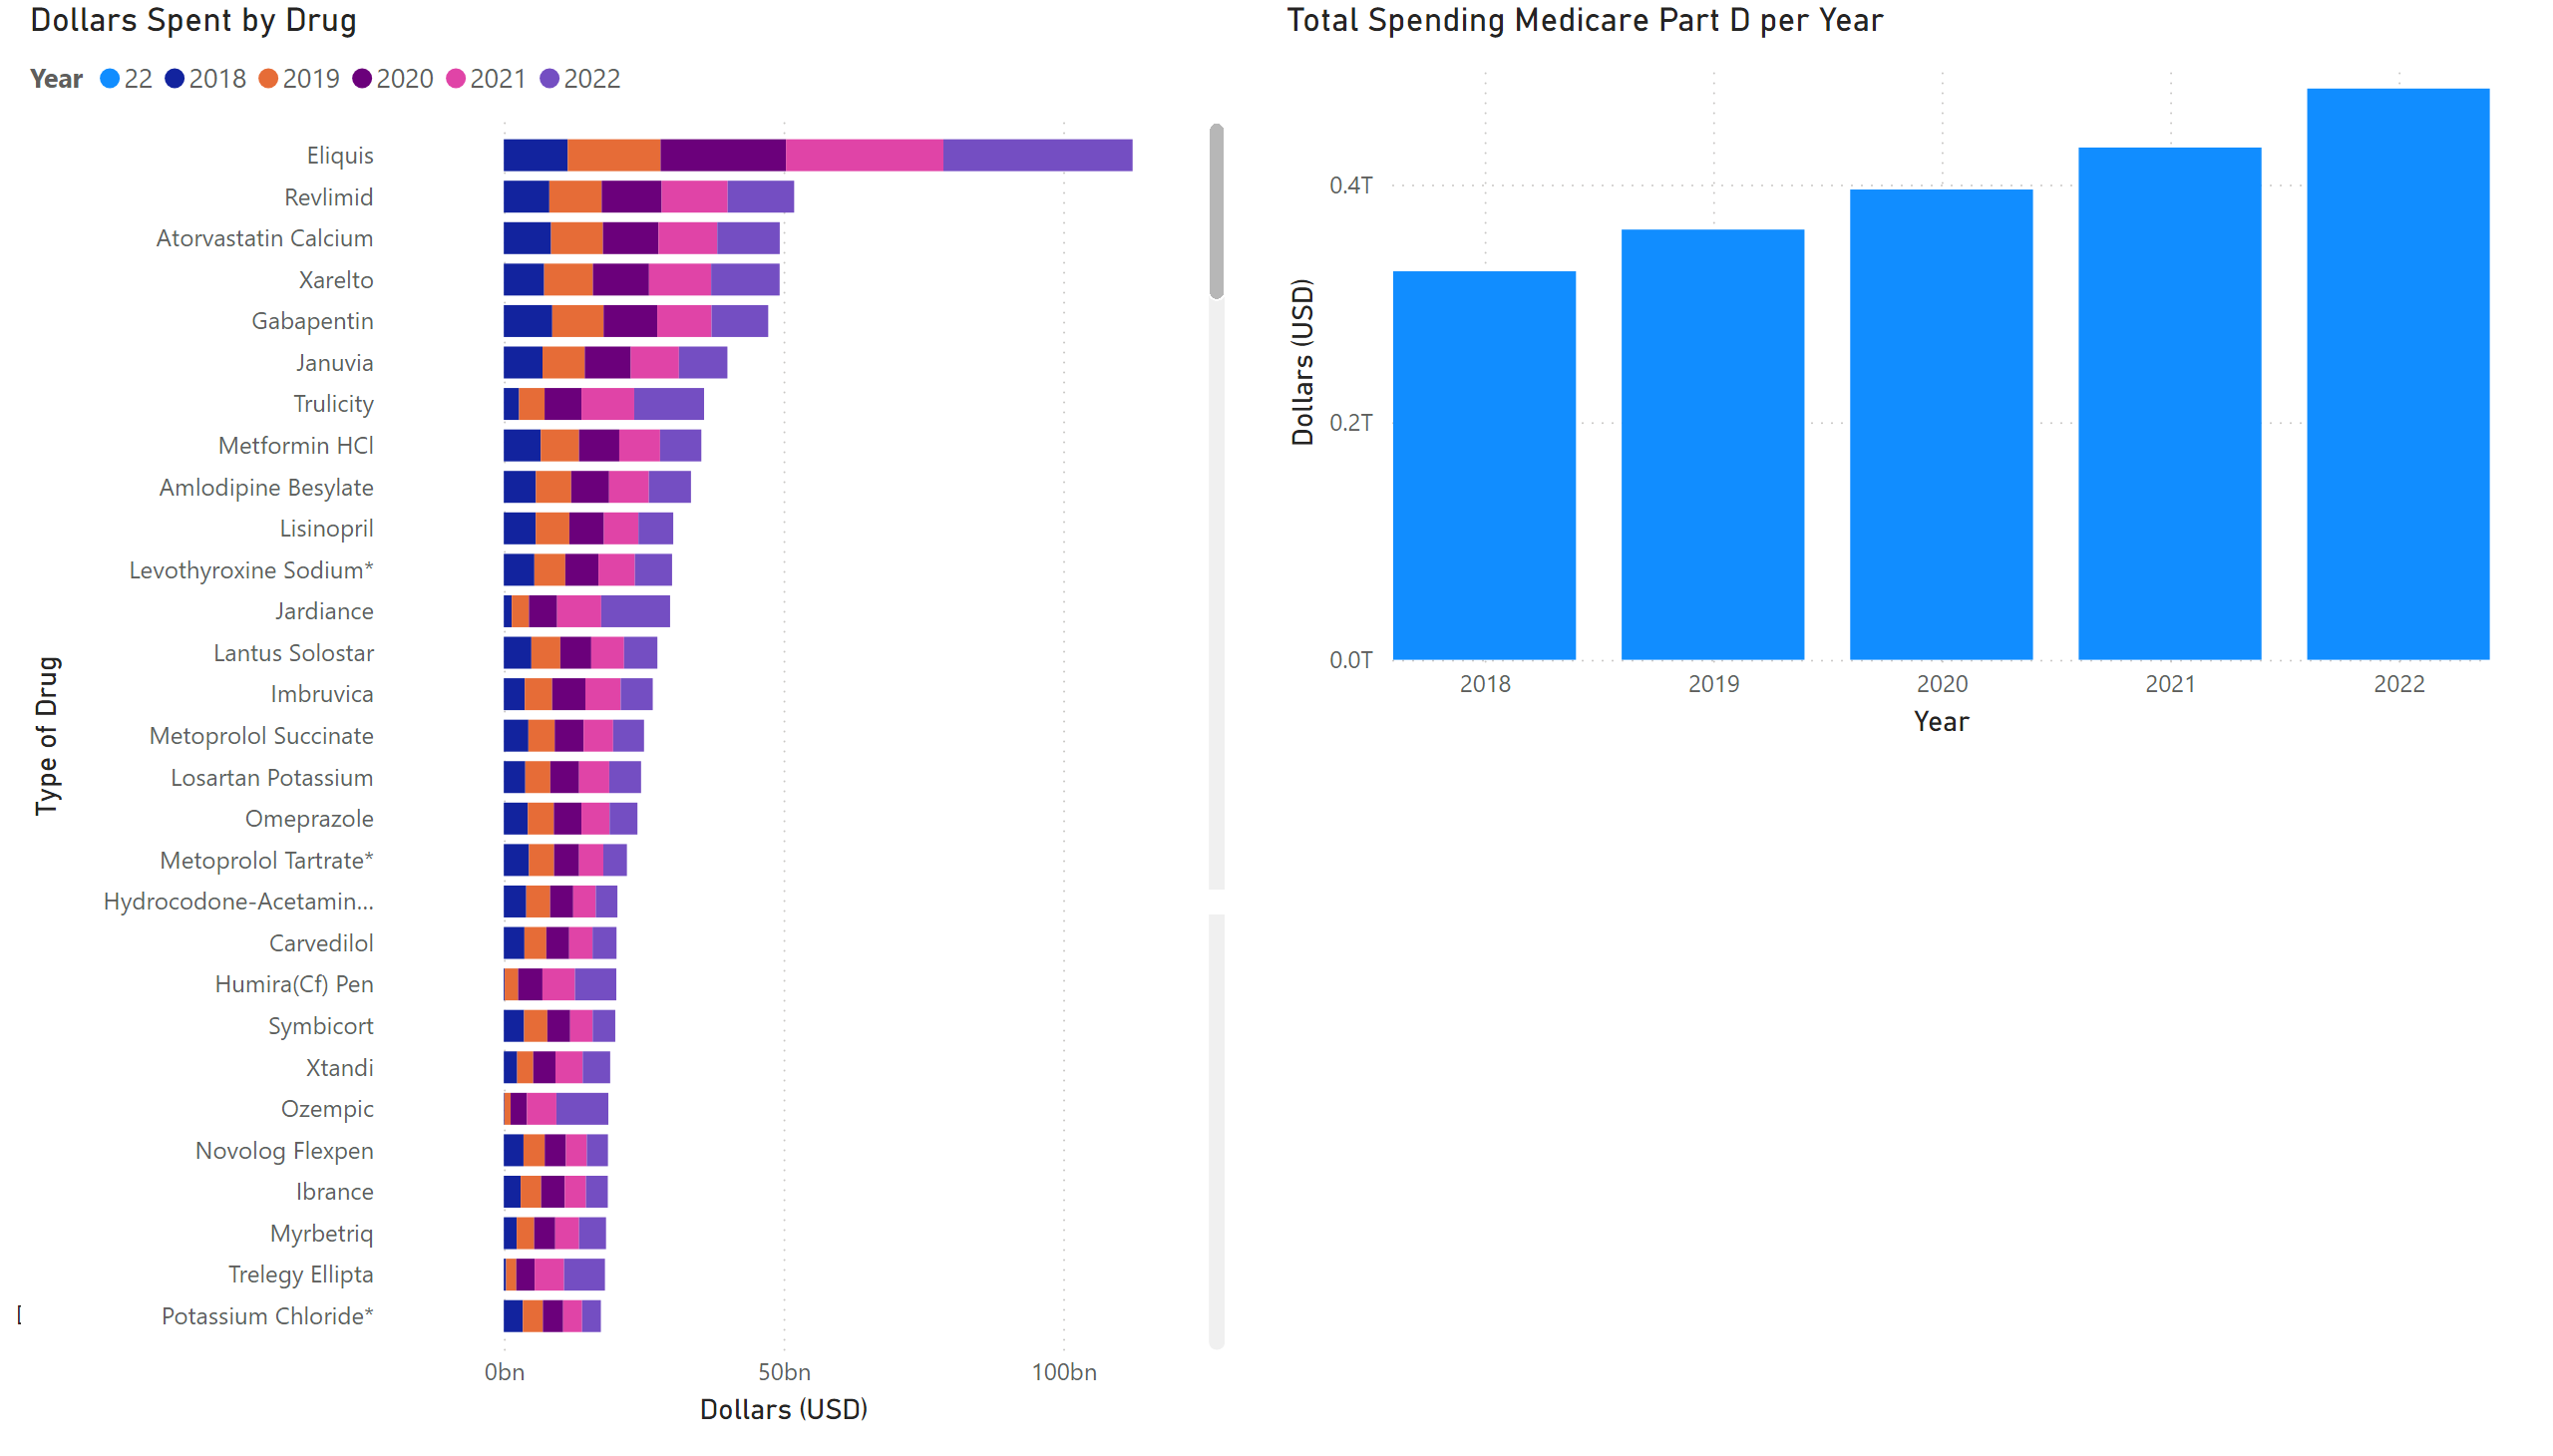 Dollars Spent by Drug
Year 22 2018 2019 2020 2021 2022
Type of Drug
Eliquis
Revlimid
Atorvastatin Calcium
Xarelto
Gabapentin
Januvia
Trulicity
Metformin HCl
Amlodipine Besylate
Lisinopril
Levothyroxine Sodium*
Jardiance
Lantus Solostar
Imbruvica
Metoprolol Succinate
Losartan Potassium
Omeprazole
Metoprolol Tartrate*
Hydrocodone-Acetamin...
Carvedilol
Humira(Cf) Pen
Symbicort
Xtandi
Ozempic
Novolog Flexpen
Ibrance
Myrbetriq
Trelegy Ellipta
Potassium Chloride*
0bn 50bn 100bn
Dollars (USD)
Total Spending Medicare Part D per Year
Dollars (USD)
0.4T
0.2T
0.0T
2018 2019 2020 2021 2022
Year